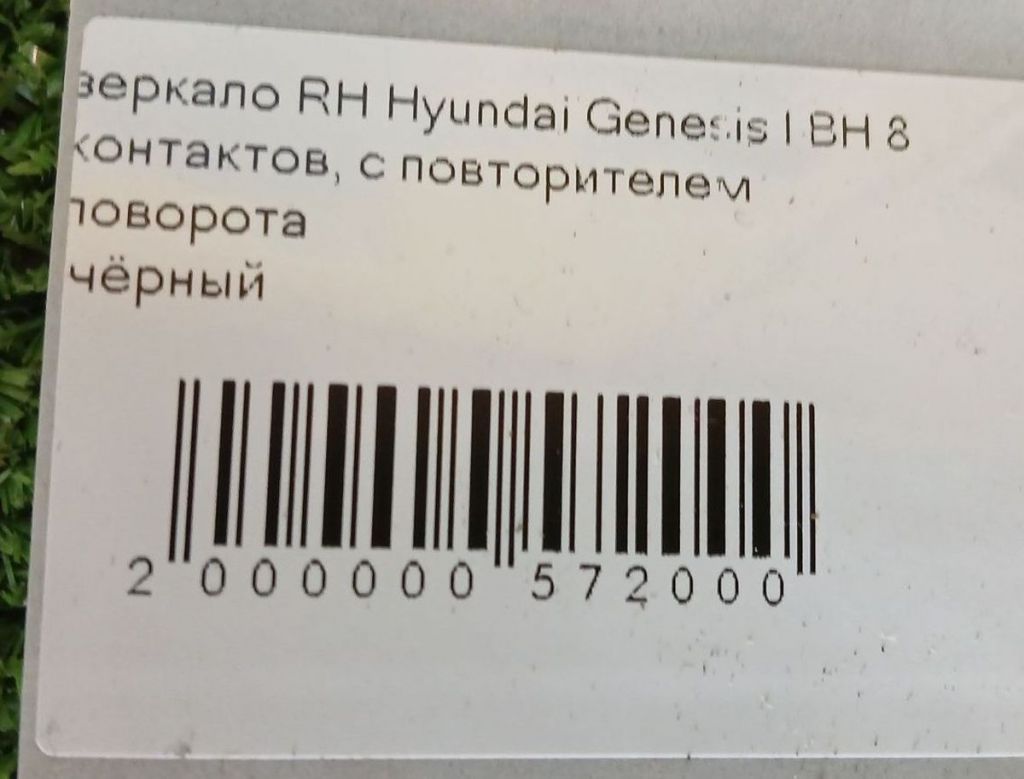 зеркало RH Hyundai Genesis I BH 8
контактов, с повторителем
поворота
чёрный
2 000000 572000